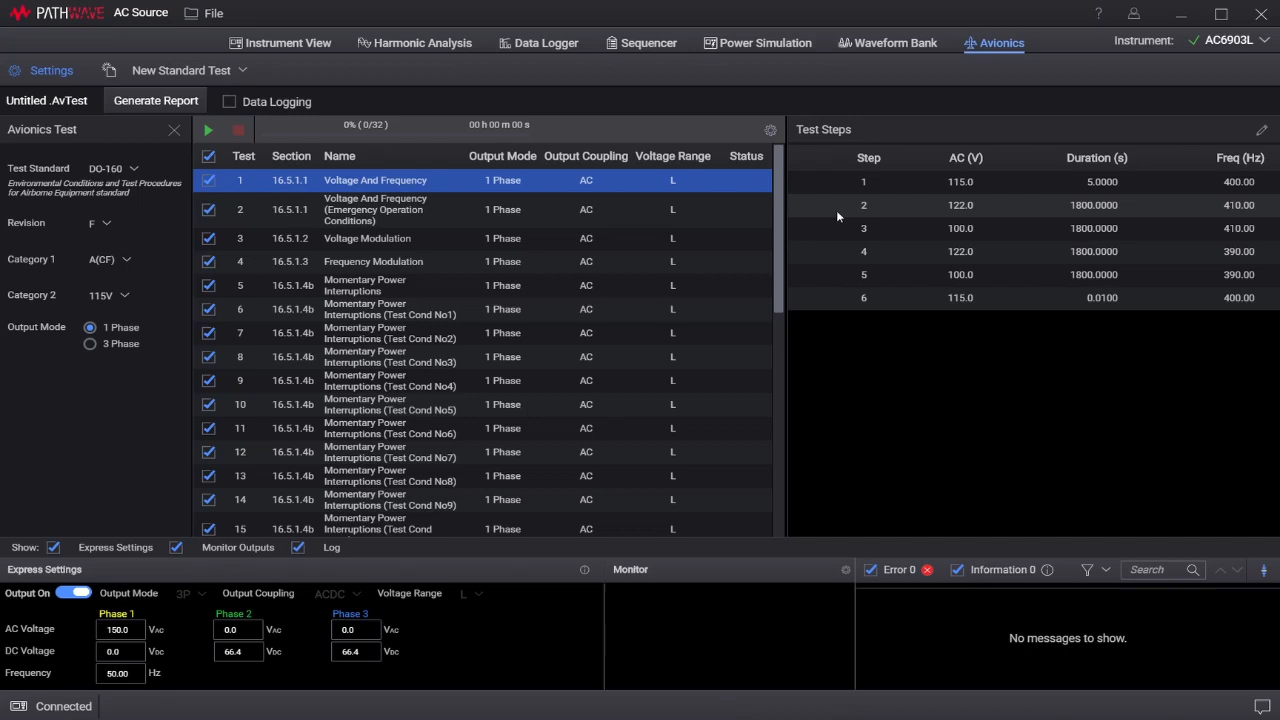 PATHWAVE AC Source File ?
Instrument View Harmonic Analysis Data Logger Sequencer Power Simulation Waveform Bank Avionics Instrument: AC6903L
Settings New Standard Test
Untitled .AvTest Generate Report Data Logging
Avionics Test
Test Standard DO-160
Environmental Conditions and Test Procedures
for Airborne Equipment standard
Revision F
Category 1 A(CF)
Category 2 115V
Output Mode 1 Phase
3 Phase
0% ( 0/32 ) 00 h 00 m 00 s
Test Section Name Output Mode Output Coupling Voltage Range Status
1 16.5.1.1 Voltage And Frequency 1 Phase AC L
2 16.5.1.1 Voltage And Frequency
(Emergency Operation
Conditions) 1 Phase AC L
3 16.5.1.2 Voltage Modulation 1 Phase AC L
4 16.5.1.3 Frequency Modulation 1 Phase AC L
5 16.5.1.4b Momentary Power
Interruptions 1 Phase AC L
6 16.5.1.4b Momentary Power
Interruptions (Test Cond No1) 1 Phase AC L
7 16.5.1.4b Momentary Power
Interruptions (Test Cond No2) 1 Phase AC L
8 16.5.1.4b Momentary Power
Interruptions (Test Cond No3) 1 Phase AC L
9 16.5.1.4b Momentary Power
Interruptions (Test Cond No4) 1 Phase AC L
10 16.5.1.4b Momentary Power
Interruptions (Test Cond No5) 1 Phase AC L
11 16.5.1.4b Momentary Power
Interruptions (Test Cond No6) 1 Phase AC L
12 16.5.1.4b Momentary Power
Interruptions (Test Cond No7) 1 Phase AC L
13 16.5.1.4b Momentary Power
Interruptions (Test Cond No8) 1 Phase AC L
14 16.5.1.4b Momentary Power
Interruptions (Test Cond No9) 1 Phase AC L
15 16.5.1.4b Momentary Power
Interruptions (Test Cond 1 Phase AC L
Test Steps
Step AC (V) Duration (s) Freq (Hz)
1 115.0 5.0000 400.00
2 122.0 1800.0000 410.00
3 100.0 1800.0000 410.00
4 122.0 1800.0000 390.00
5 100.0 1800.0000 390.00
6 115.0 0.0100 400.00
Show: Express Settings Monitor Outputs Log
Express Settings
Output On Output Mode 3P Output Coupling ACDC Voltage Range L
Phase 1 Phase 2 Phase 3
AC Voltage 150.0 VAC 0.0 VAC 0.0 VAC
DC Voltage 0.0 VDC 66.4 VDC 66.4 VDC
Frequency 50.00 Hz
Monitor
Error 0 Information 0 Search
No messages to show.
Connected